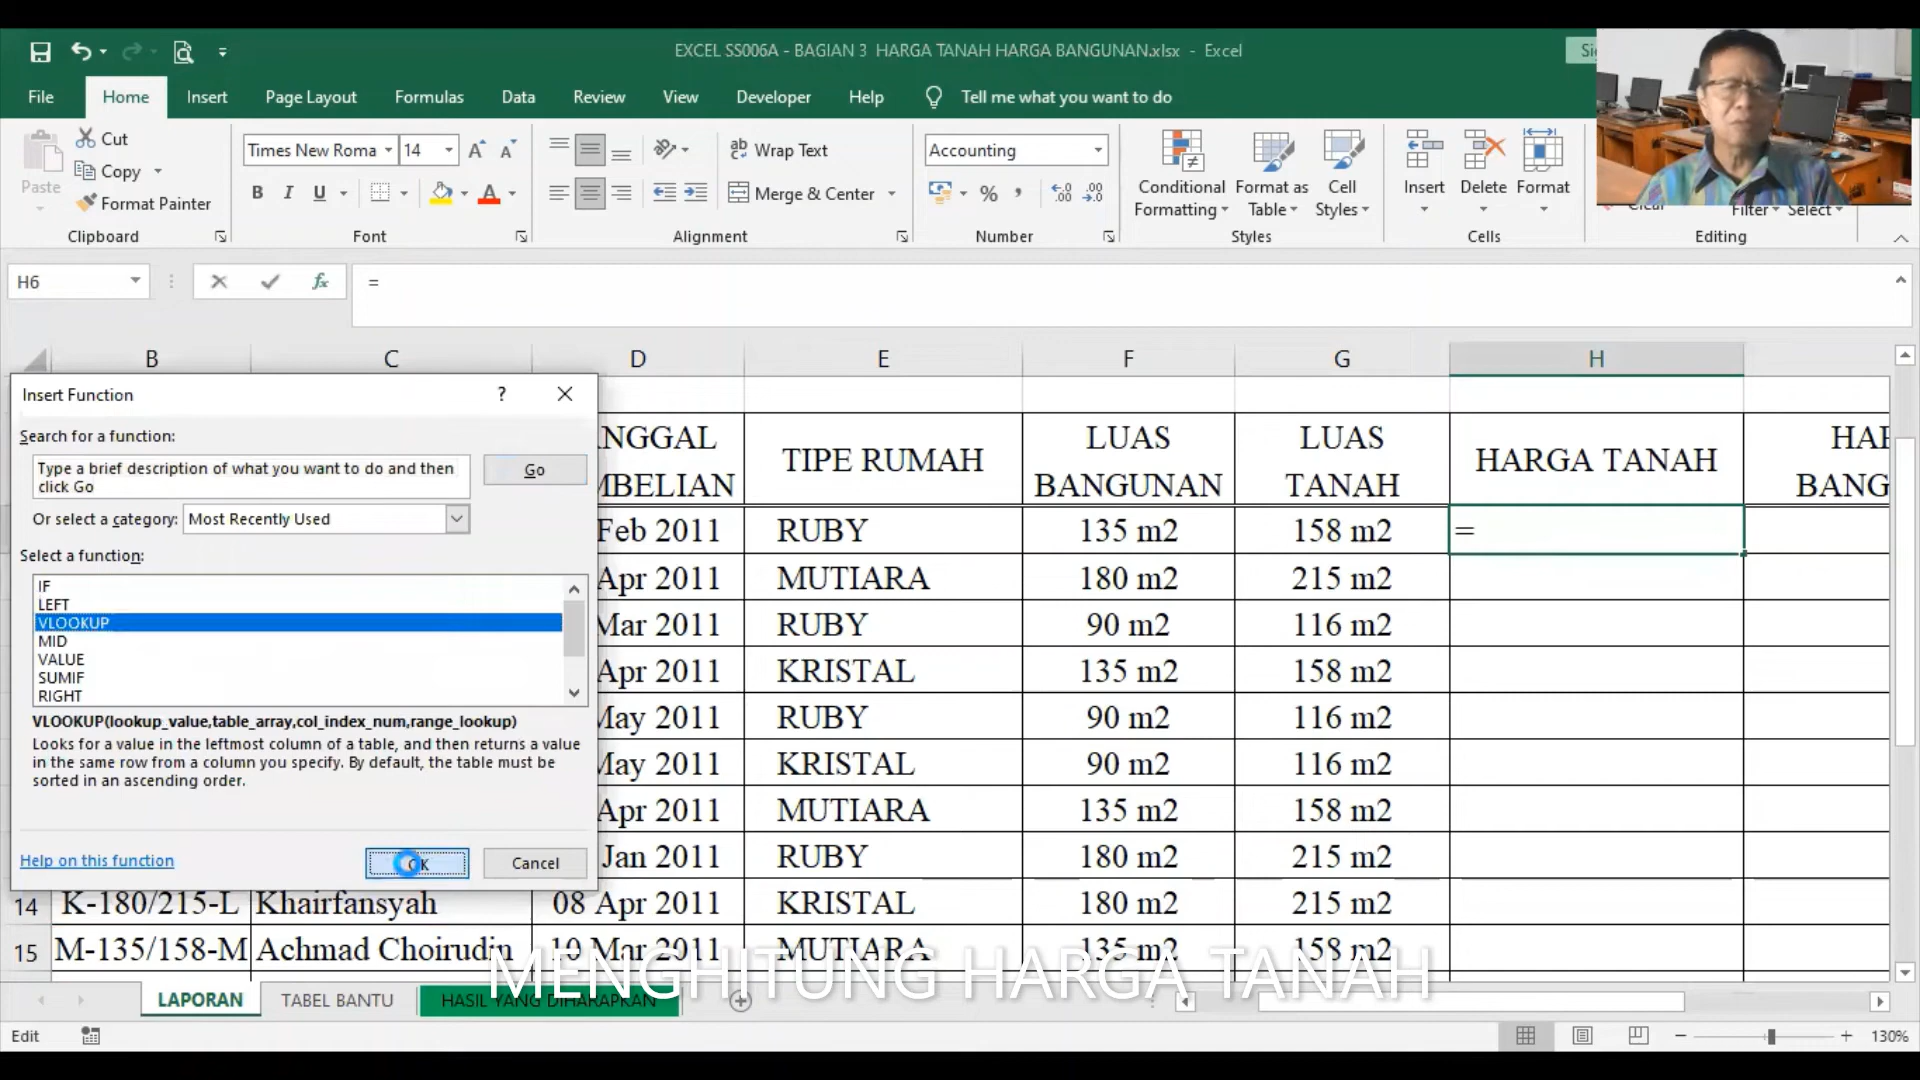 EXCEL SS006A - BAGIAN 3 HARGA TANAH HARGA BANGUNAN.xlsx - Excel
File Home Insert Page Layout Formulas Data Review View Developer Help Tell me what you want to do
Paste
Cut
Copy
Format Painter
Clipboard
Times New Roma 14
B I U
Font
Wrap Text
Merge & Center
Alignment
Accounting
%
Number
Conditional Formatting
Format as Table
Cell Styles
Styles
Insert
Delete
Format
Cells
Filter Select
Editing
H6
fx =
B C D E F G H
Insert Function ?
Search for a function:
Type a brief description of what you want to do and then
click Go
Go
Or select a category: Most Recently Used
Select a function:
IF
LEFT
VLOOKUP
MID
VALUE
SUMIF
RIGHT
VLOOKUP(lookup_value,table_array,col_index_num,range_lookup)
Looks for a value in the leftmost column of a table, and then returns a value
in the same row from a column you specify. By default, the table must be
sorted in an ascending order.
Help on this function
OK Cancel
TIPE RUMAH
LUAS BANGUNAN
LUAS TANAH
HARGA TANAH
Feb 2011 RUBY 135 m2 158 m2 =
Apr 2011 MUTIARA 180 m2 215 m2
Mar 2011 RUBY 90 m2 116 m2
Apr 2011 KRISTAL 135 m2 158 m2
May 2011 RUBY 90 m2 116 m2
May 2011 KRISTAL 90 m2 116 m2
Apr 2011 MUTIARA 135 m2 158 m2
Jan 2011 RUBY 180 m2 215 m2
14 K-180/215-L Khairfansyah 08 Apr 2011 KRISTAL 180 m2 215 m2
15 M-135/158-M Achmad Choirudin 10 Mar 2011 MUTIARA 135 m2 158 m2
MENGHITUNG HARGA TANAH
LAPORAN TABEL BANTU HASIL YANG DIHARAPKAN
Edit
130%